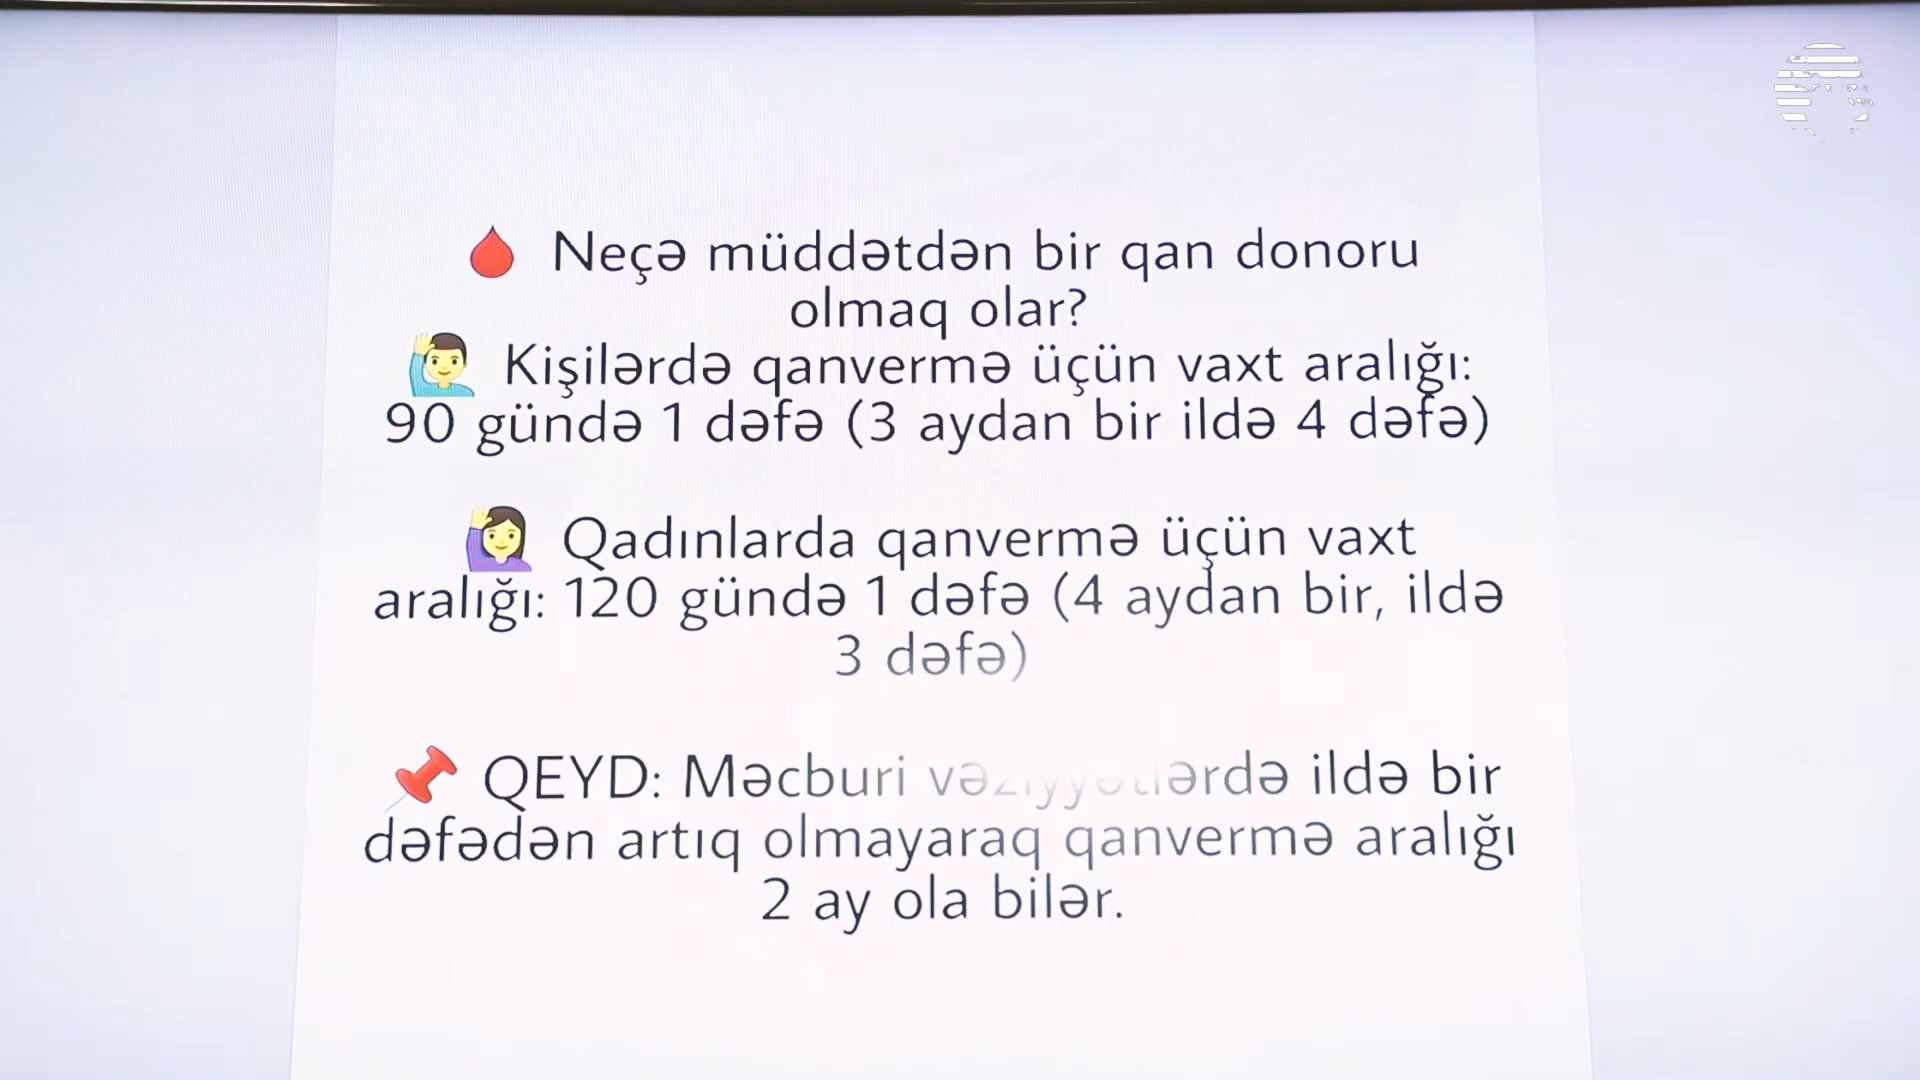 Neçə müddətdən bir qan donoru
olmaq olar?
Kişilərdə qanvermə üçün vaxt aralığı:
90 gündə 1 dəfə (3 aydan bir ildə 4 dəfə)
Qadınlarda qanvermə üçün vaxt
aralığı: 120 gündə 1 dəfə (4 aydan bir, ildə
3 dəfə)
QEYD: Məcburi vəziyyətlərdə ildə bir
dəfədən artıq olmayaraq qanvermə aralığı
2 ay ola bilər.